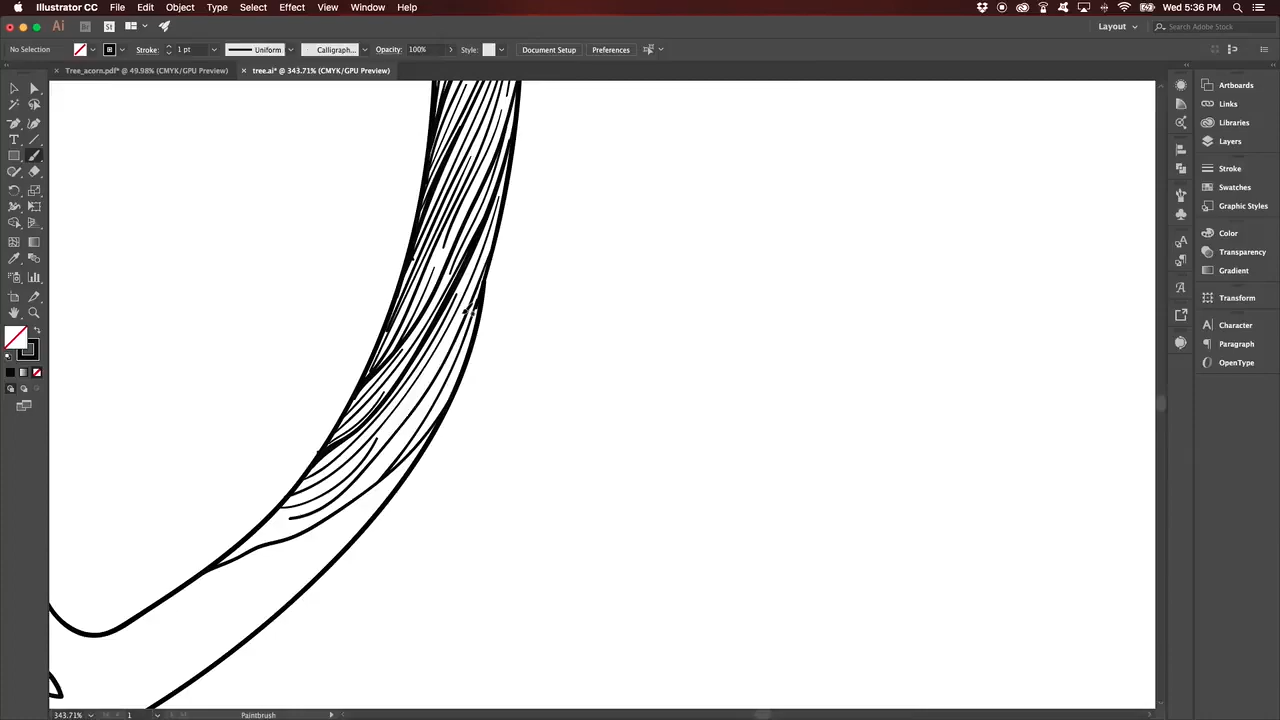 Illustrator CC File Edit Object Type Select Effect View Window Help Wed 5:36 PM
Ai Br St Layout Search Adobe Stock
No Selection Stroke: 1 pt Uniform Calligraph... Opacity: 100% Style: Document Setup Preferences
Tree_acorn.pdf* @ 49.98% (CMYK/GPU Preview) tree.ai* @ 343.71% (CMYK/GPU Preview)
Artboards
Links
Libraries
Layers
Stroke
Swatches
Graphic Styles
Color
Transparency
Gradient
Transform
Character
Paragraph
OpenType
343.71% 1 Paintbrush